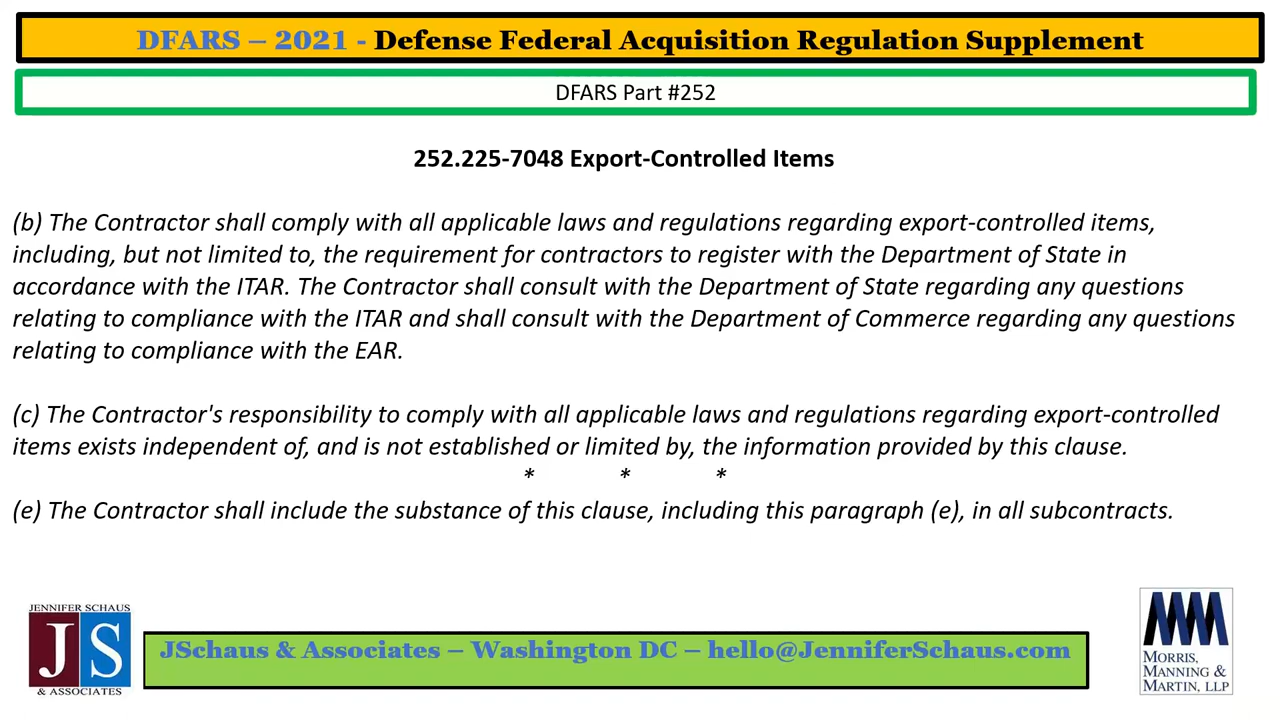 DFARS – 2021 - Defense Federal Acquisition Regulation Supplement
DFARS Part #252
252.225-7048 Export-Controlled Items
(b) The Contractor shall comply with all applicable laws and regulations regarding export-controlled items,
including, but not limited to, the requirement for contractors to register with the Department of State in
accordance with the ITAR. The Contractor shall consult with the Department of State regarding any questions
relating to compliance with the ITAR and shall consult with the Department of Commerce regarding any questions
relating to compliance with the EAR.
(c) The Contractor's responsibility to comply with all applicable laws and regulations regarding export-controlled
items exists independent of, and is not established or limited by, the information provided by this clause.
* * *
(e) The Contractor shall include the substance of this clause, including this paragraph (e), in all subcontracts.
JENNIFER SCHAUS
JS
& ASSOCIATES
JSchaus & Associates – Washington DC – hello@JenniferSchaus.com
MMM
MORRIS,
MANNING &
MARTIN, LLP